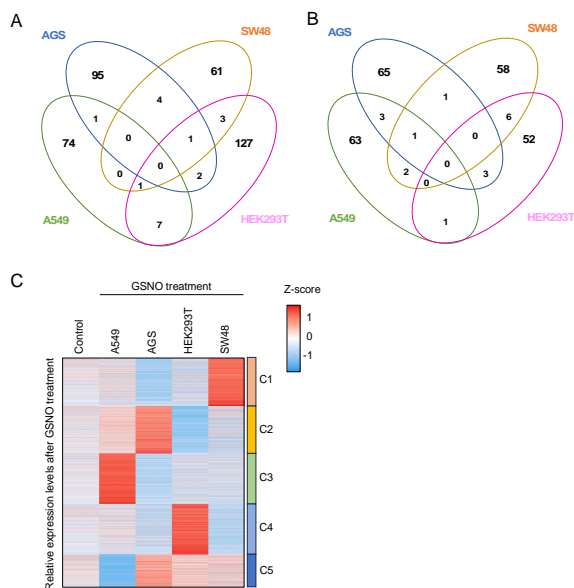 A
AGS
SW48
95
61
4
1
3
74
0
1
127
0
0
1
2
7
A549
HEK293T
B
AGS
SW48
65
58
1
3
6
63
1
0
52
0
2
0
3
1
A549
HEK293T
C
GSNO treatment
Z-score
Control
A549
AGS
HEK293T
SW48
1
0
-1
Relative expression levels after GSNO treatment
C1
C2
C3
C4
C5